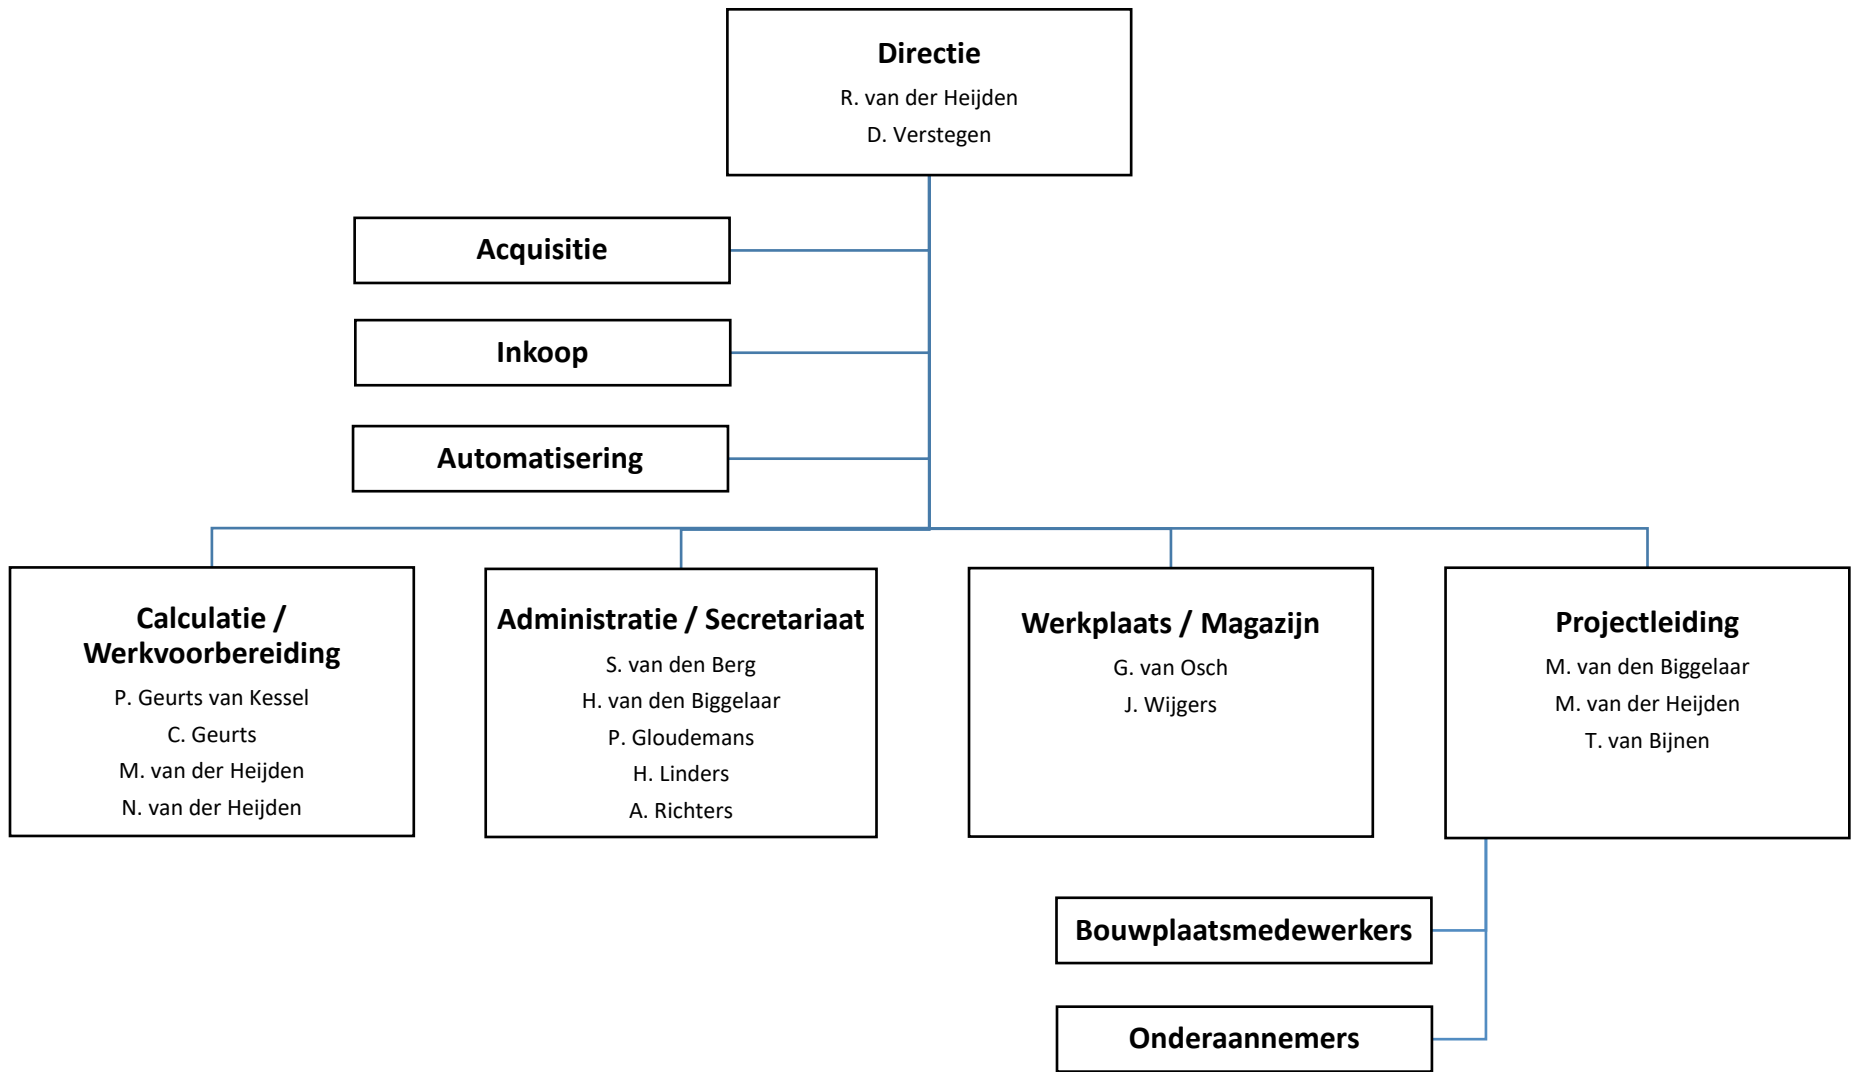 Directie
R. van der Heijden
D. Verstegen
Acquisitie
Inkoop
Automatisering
Calculatie /
Werkvoorbereiding
P. Geurts van Kessel
C. Geurts
M. van der Heijden
N. van der Heijden
Administratie / Secretariaat
S. van den Berg
H. van den Biggelaar
P. Gloudemans
H. Linders
A. Richters
Werkplaats / Magazijn
G. van Osch
J. Wijgers
Projectleiding
M. van den Biggelaar
M. van der Heijden
T. van Bijnen
Bouwplaatsmedewerkers
Onderaannemers